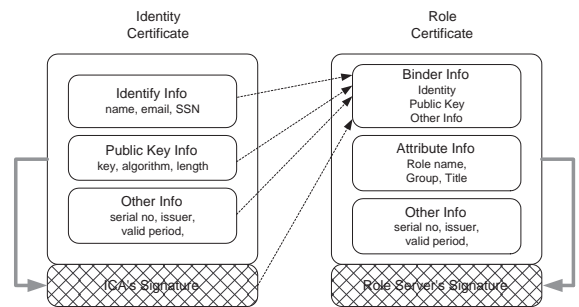 Identity
Certificate
Identify Info
name, email, SSN
Public Key Info
key, algorithm, length
Other Info
serial no, issuer,
valid period,
ICA's Signature
Role
Certificate
Binder Info
Identity
Public Key
Other Info
Attribute Info
Role name,
Group, Title
Other Info
serial no, issuer,
valid period,
Role Server's Signature